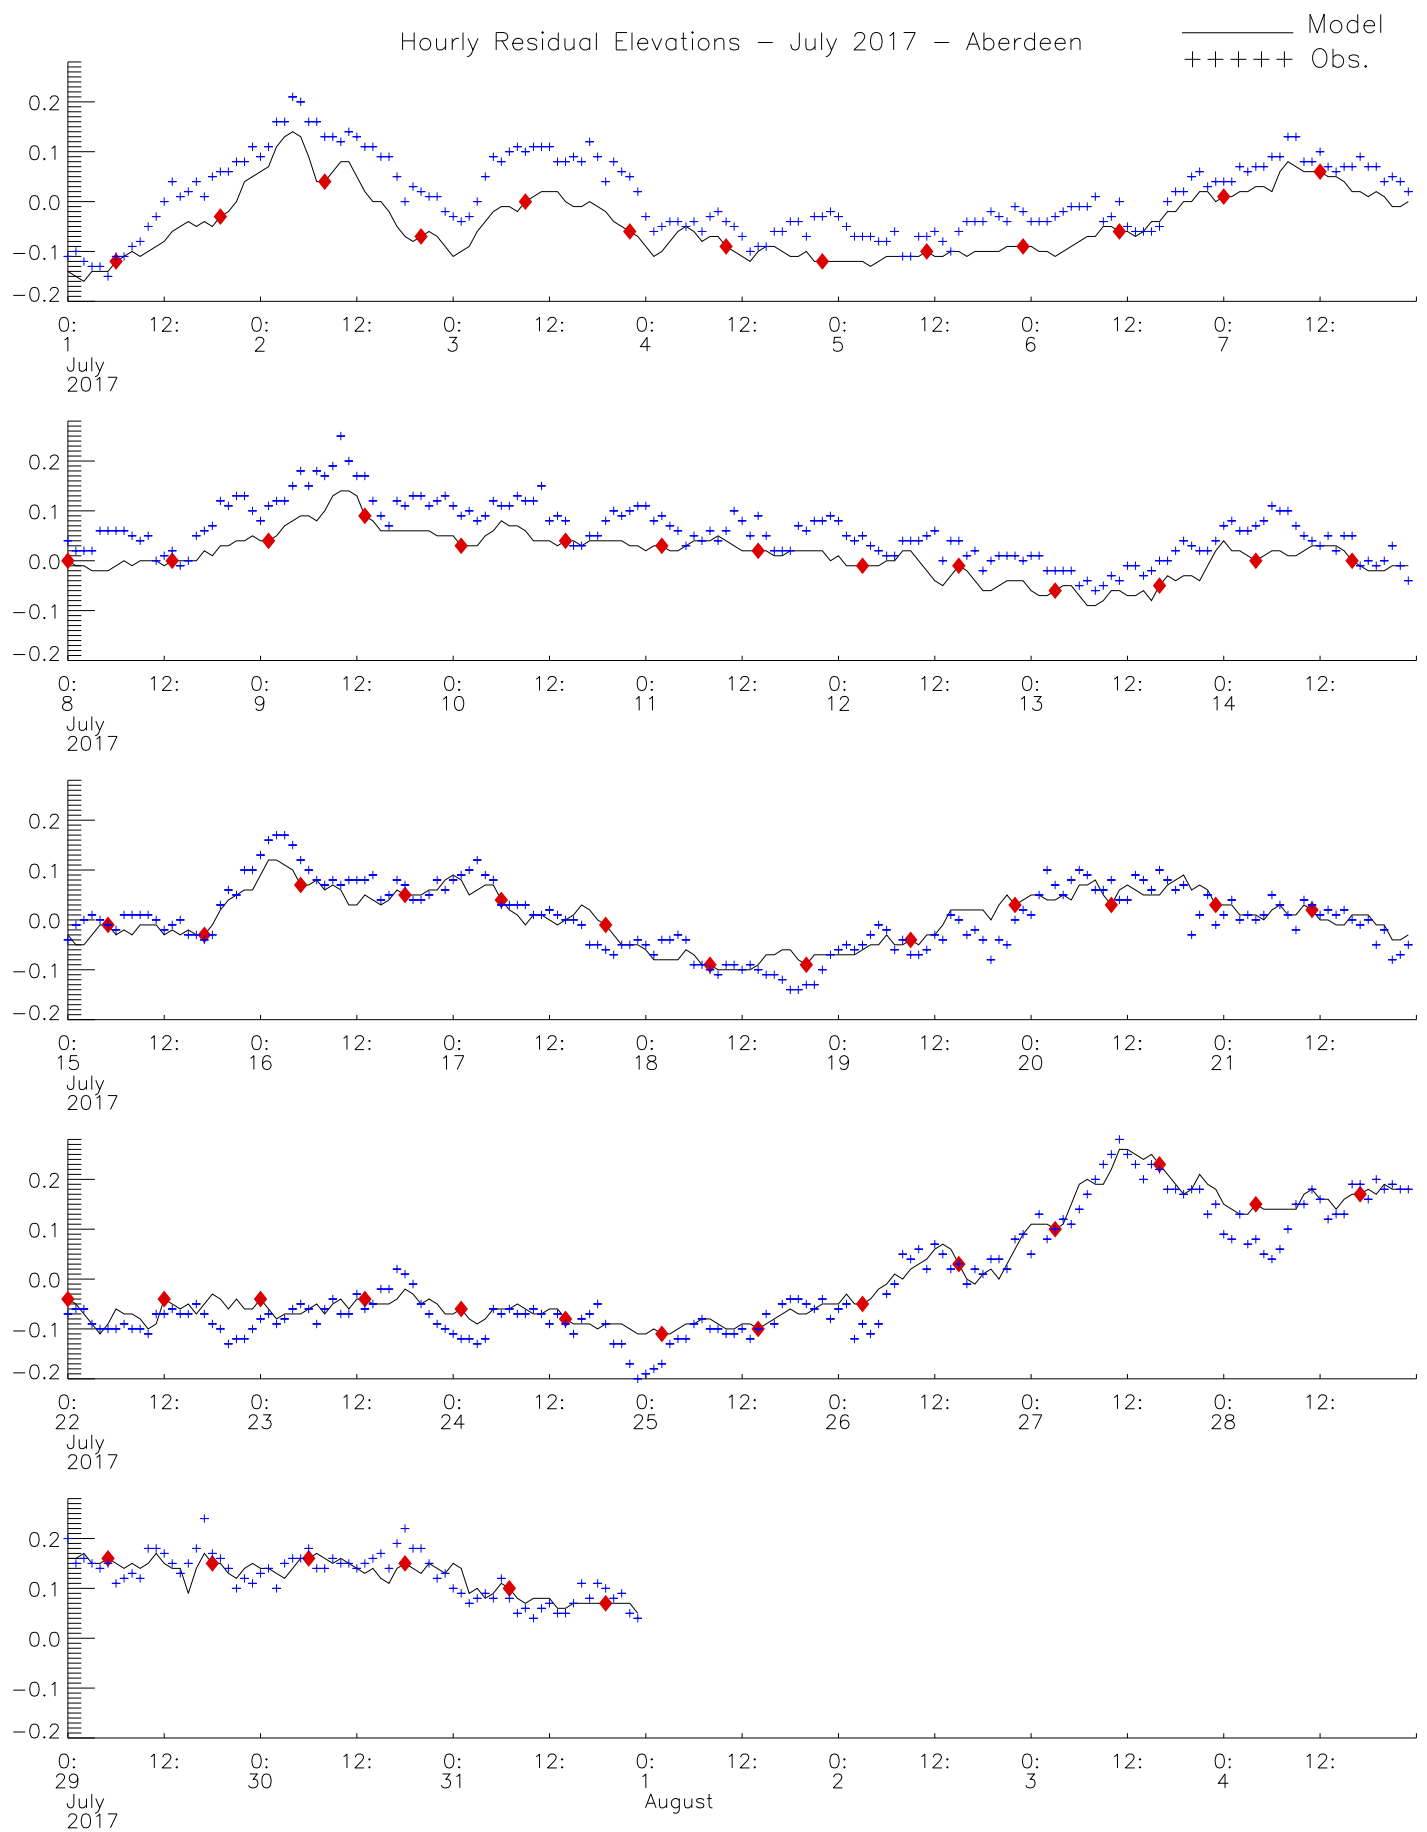 Hourly Residual Elevations − July 2017 − Aberdeen
Model
+++++ Obs.
0.2
0.1
0.0
−0.1
−0.2
0: 12: 0: 12: 0: 12: 0: 12: 0: 12: 0: 12: 0: 12:
1 2 3 4 5 6 7
July
2017
0.2
0.1
0.0
−0.1
−0.2
0: 12: 0: 12: 0: 12: 0: 12: 0: 12: 0: 12: 0: 12:
8 9 10 11 12 13 14
July
2017
0.2
0.1
0.0
−0.1
−0.2
0: 12: 0: 12: 0: 12: 0: 12: 0: 12: 0: 12: 0: 12:
15 16 17 18 19 20 21
July
2017
0.2
0.1
0.0
−0.1
−0.2
0: 12: 0: 12: 0: 12: 0: 12: 0: 12: 0: 12: 0: 12:
22 23 24 25 26 27 28
July
2017
0.2
0.1
0.0
−0.1
−0.2
0: 12: 0: 12: 0: 12: 0: 12: 0: 12: 0: 12: 0: 12:
29 30 31 1 2 3 4
July August
2017